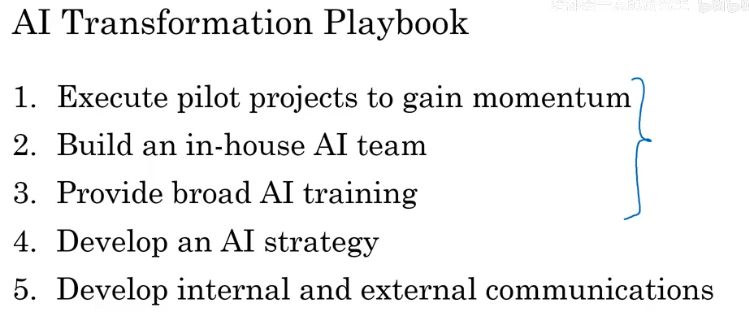 AI Transformation Playbook
1. Execute pilot projects to gain momentum
2. Build an in-house AI team
3. Provide broad AI training
4. Develop an AI strategy
5. Develop internal and external communications